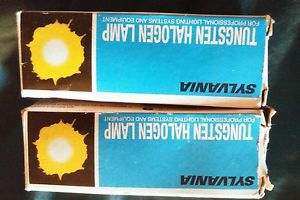 SYLVANIA
TUNGSTEN HALOGEN LAMP
FOR PROFESSIONAL LIGHTING SYSTEMS AND EQUIPMENT
SYLVANIA
TUNGSTEN HALOGEN LAMP
FOR PROFESSIONAL LIGHTING SYSTEMS AND EQUIPMENT